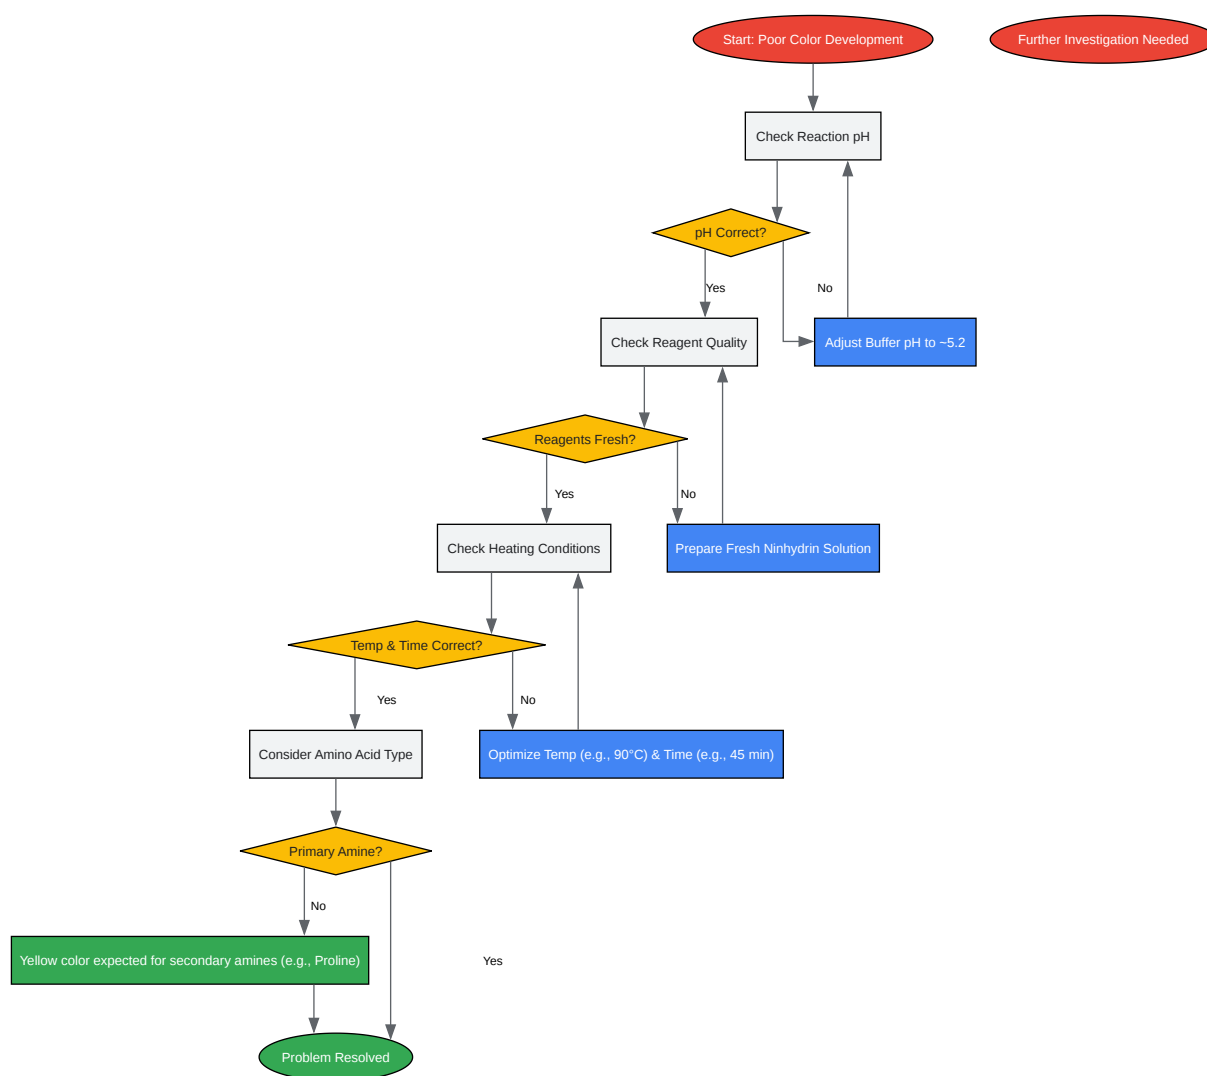 Start: Poor Color Development
Further Investigation Needed
Check Reaction pH
pH Correct?
Yes
No
Check Reagent Quality
Adjust Buffer pH to ~5.2
Reagents Fresh?
Yes
No
Check Heating Conditions
Prepare Fresh Ninhydrin Solution
Temp & Time Correct?
Yes
No
Consider Amino Acid Type
Optimize Temp (e.g., 90°C) & Time (e.g., 45 min)
Primary Amine?
No
Yellow color expected for secondary amines (e.g., Proline)
Yes
Problem Resolved